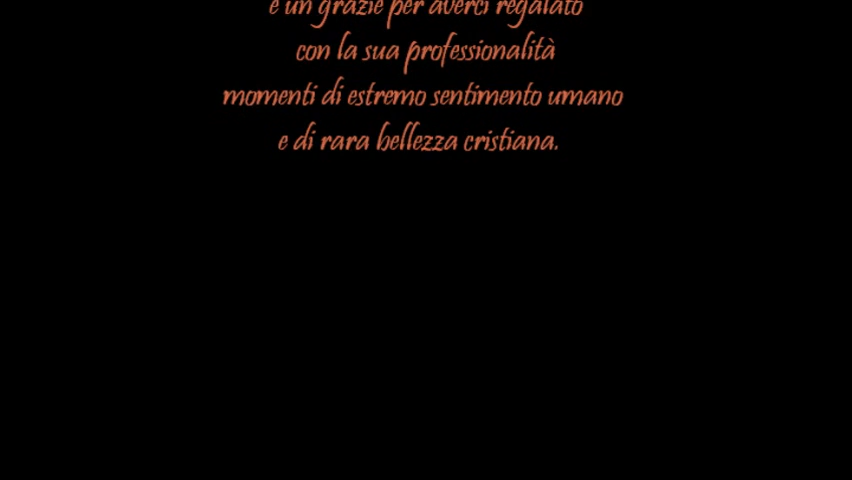 e un grazie per averci regalato
con la sua professionalità
momenti di estremo sentimento umano
e di rara bellezza cristiana.